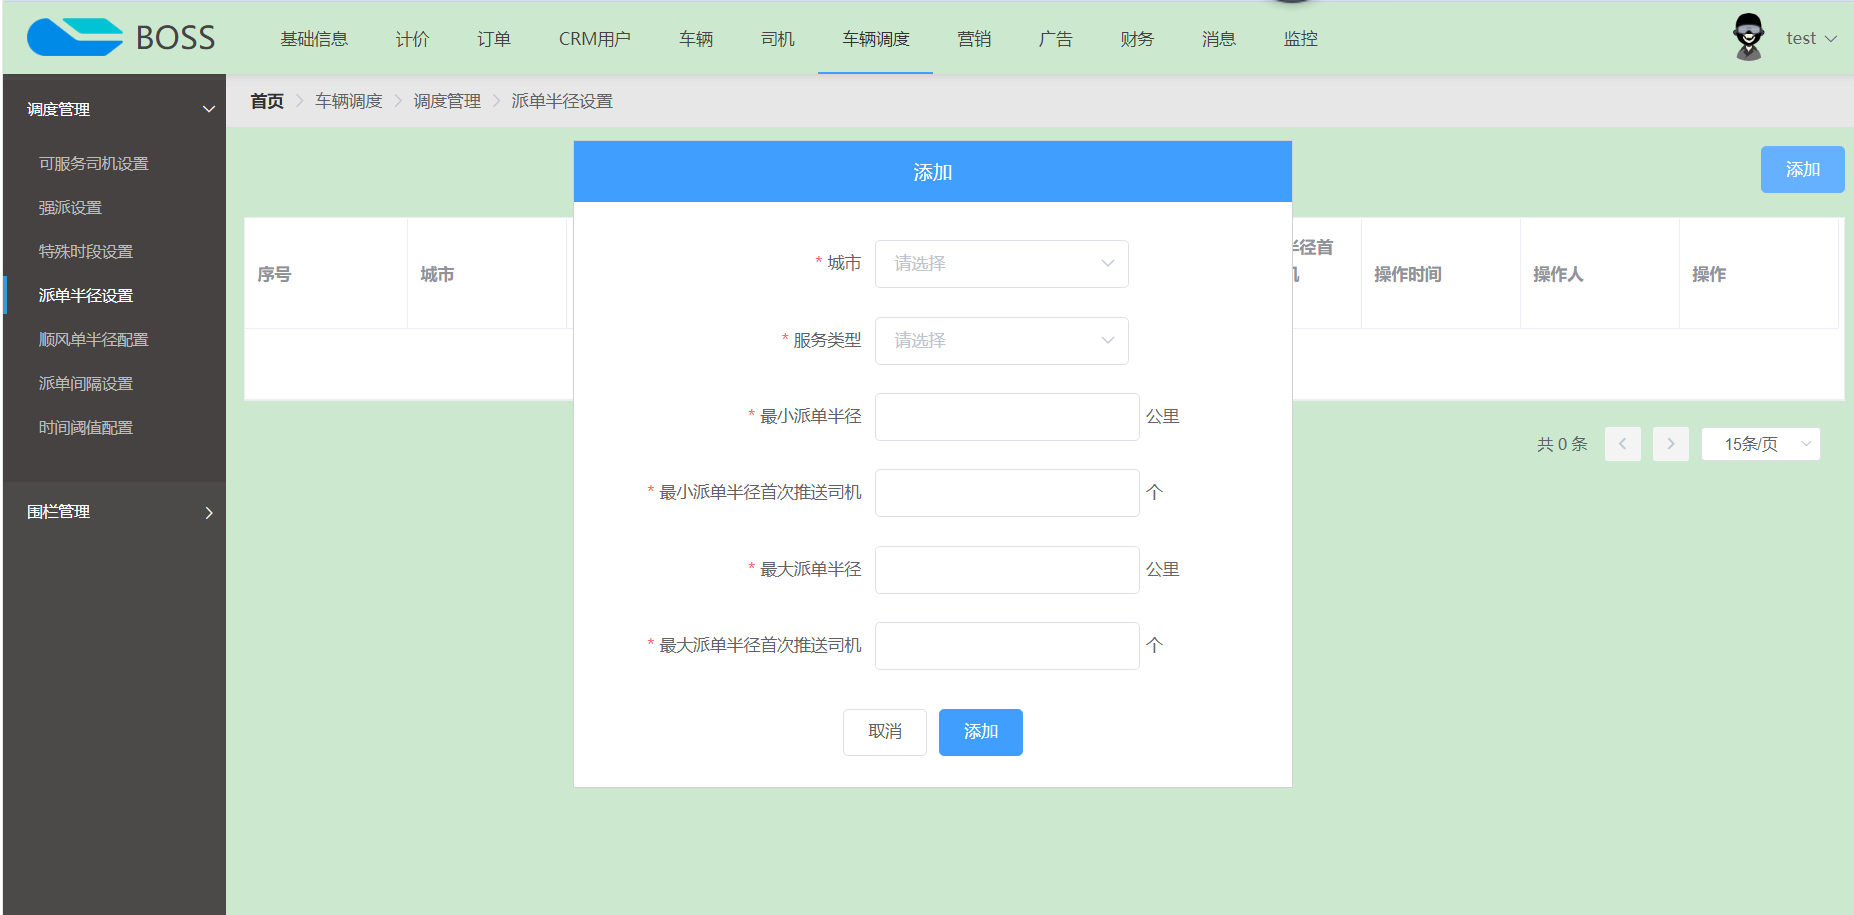 BOSS
基础信息 计价 订单 CRM用户 车辆 司机 车辆调度 营销 广告 财务 消息 监控
test
调度管理
可服务司机设置
强派设置
特殊时段设置
派单半径设置
顺风单半径配置
派单间隔设置
时间阈值配置
围栏管理
首页 车辆调度 调度管理 派单半径设置
添加
序号 城市 半径首 操作时间 操作人 操作
共 0 条 15条/页
添加
* 城市 请选择
* 服务类型 请选择
* 最小派单半径 公里
* 最小派单半径首次推送司机 个
* 最大派单半径 公里
* 最大派单半径首次推送司机 个
取消 添加